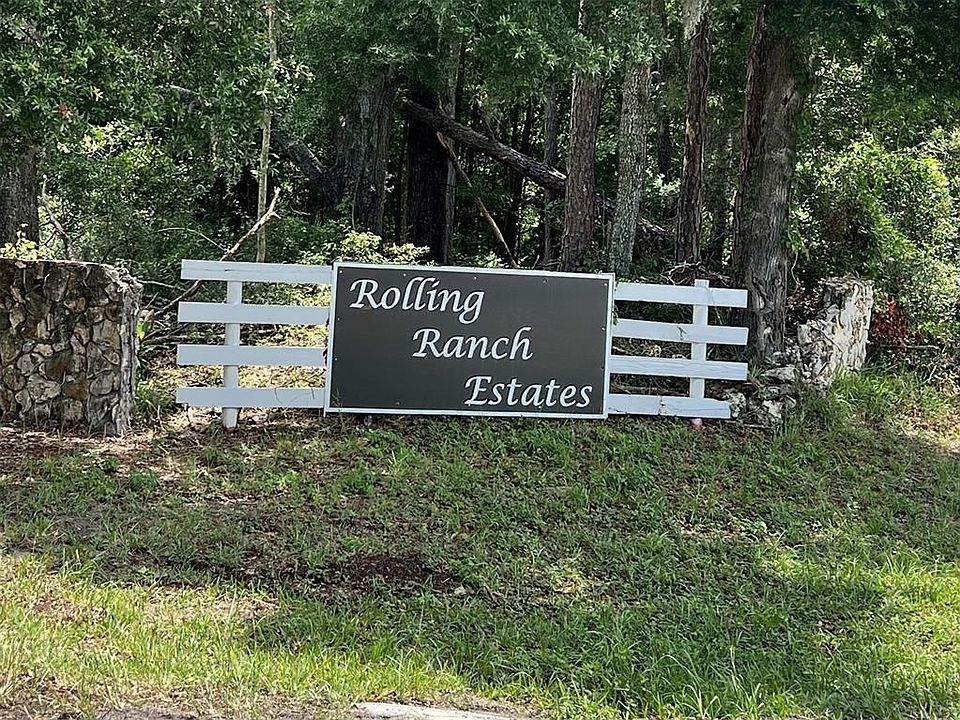 Rolling
Ranch
Estates